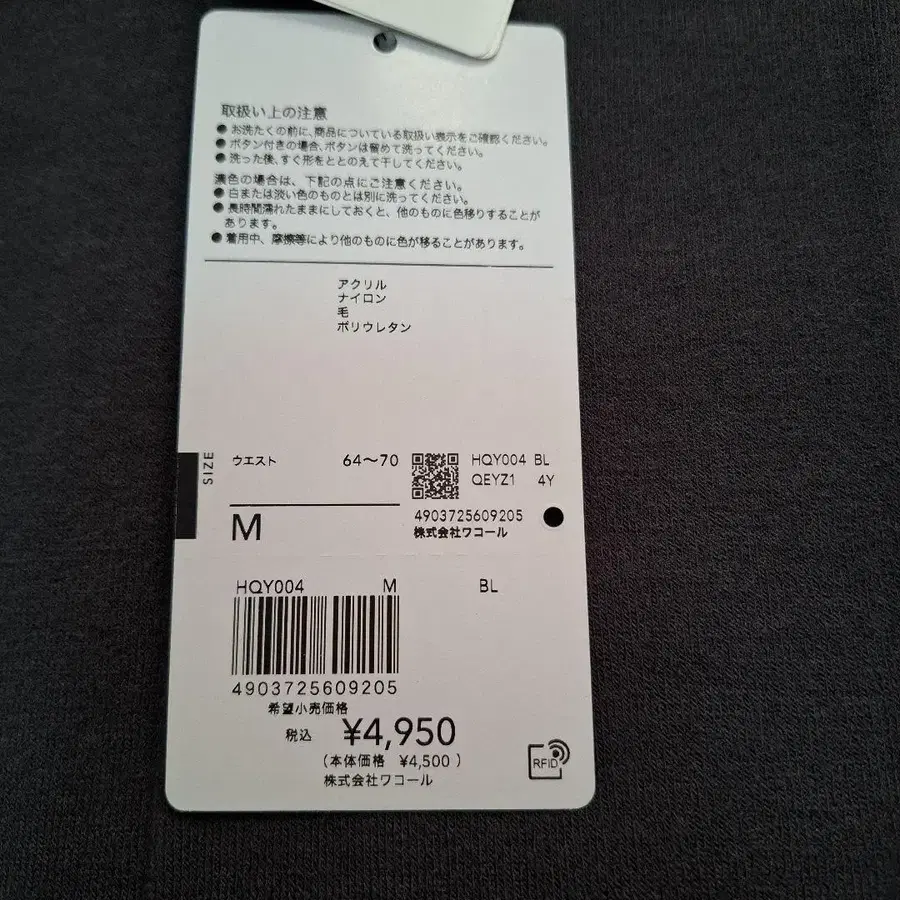 取扱い上の注意
●お洗たくの前に、商品についている取扱い表示をご確認ください。
●ボタン付きの場合、ボタンは留めて洗ってください。
●洗った後、すぐ形をととのえて干してください。
濃色の場合は、下記の点にご注意ください。
●白または淡い色のものとは別に洗ってください。
●長時間濡れたままにしておくと、他のものに色移りすることが
あります。
●着用中、摩擦等により他のものに色が移ることがあります。
アクリル
ナイロン
毛
ポリウレタン
SIZE
ウエスト 64〜70
M
HQY004 BL
QEYZ1 4Y
4903725609205
株式会社ワコール
HQY004 M BL
4903725609205
希望小売価格
税込 ¥4,950
(本体価格 ¥4,500)
株式会社ワコール
RFID